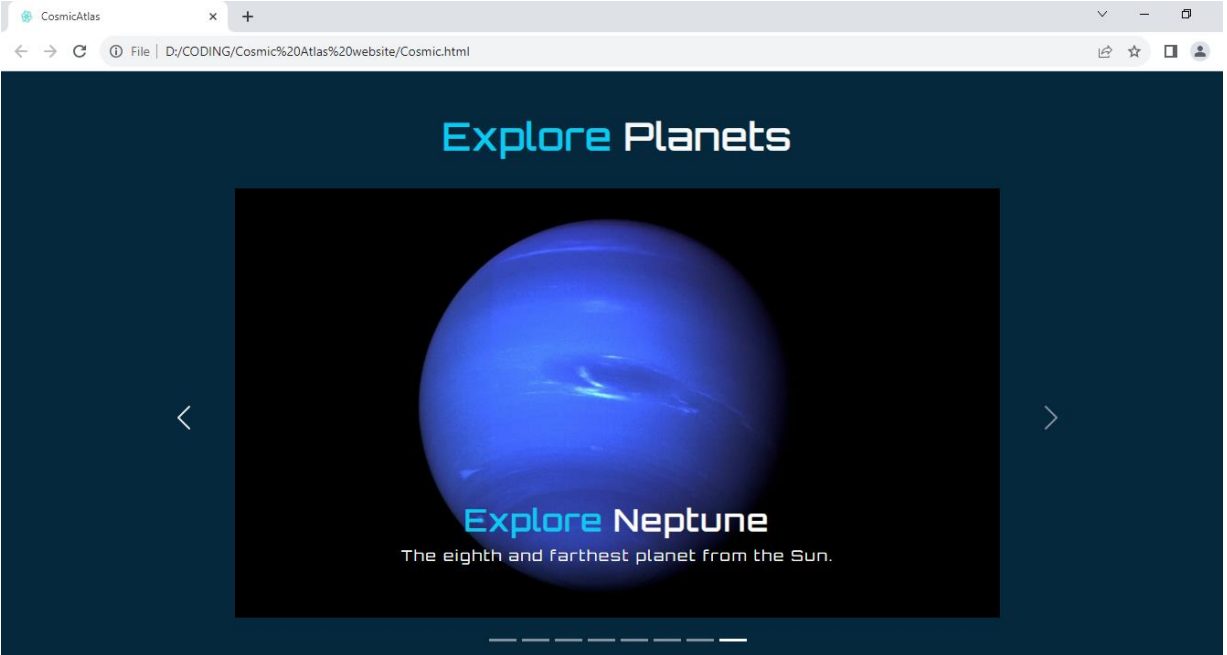 CosmicAtlas
File | D:/CODING/Cosmic%20Atlas%20website/Cosmic.html
Explore Planets
Explore Neptune
The eighth and farthest planet from the Sun.